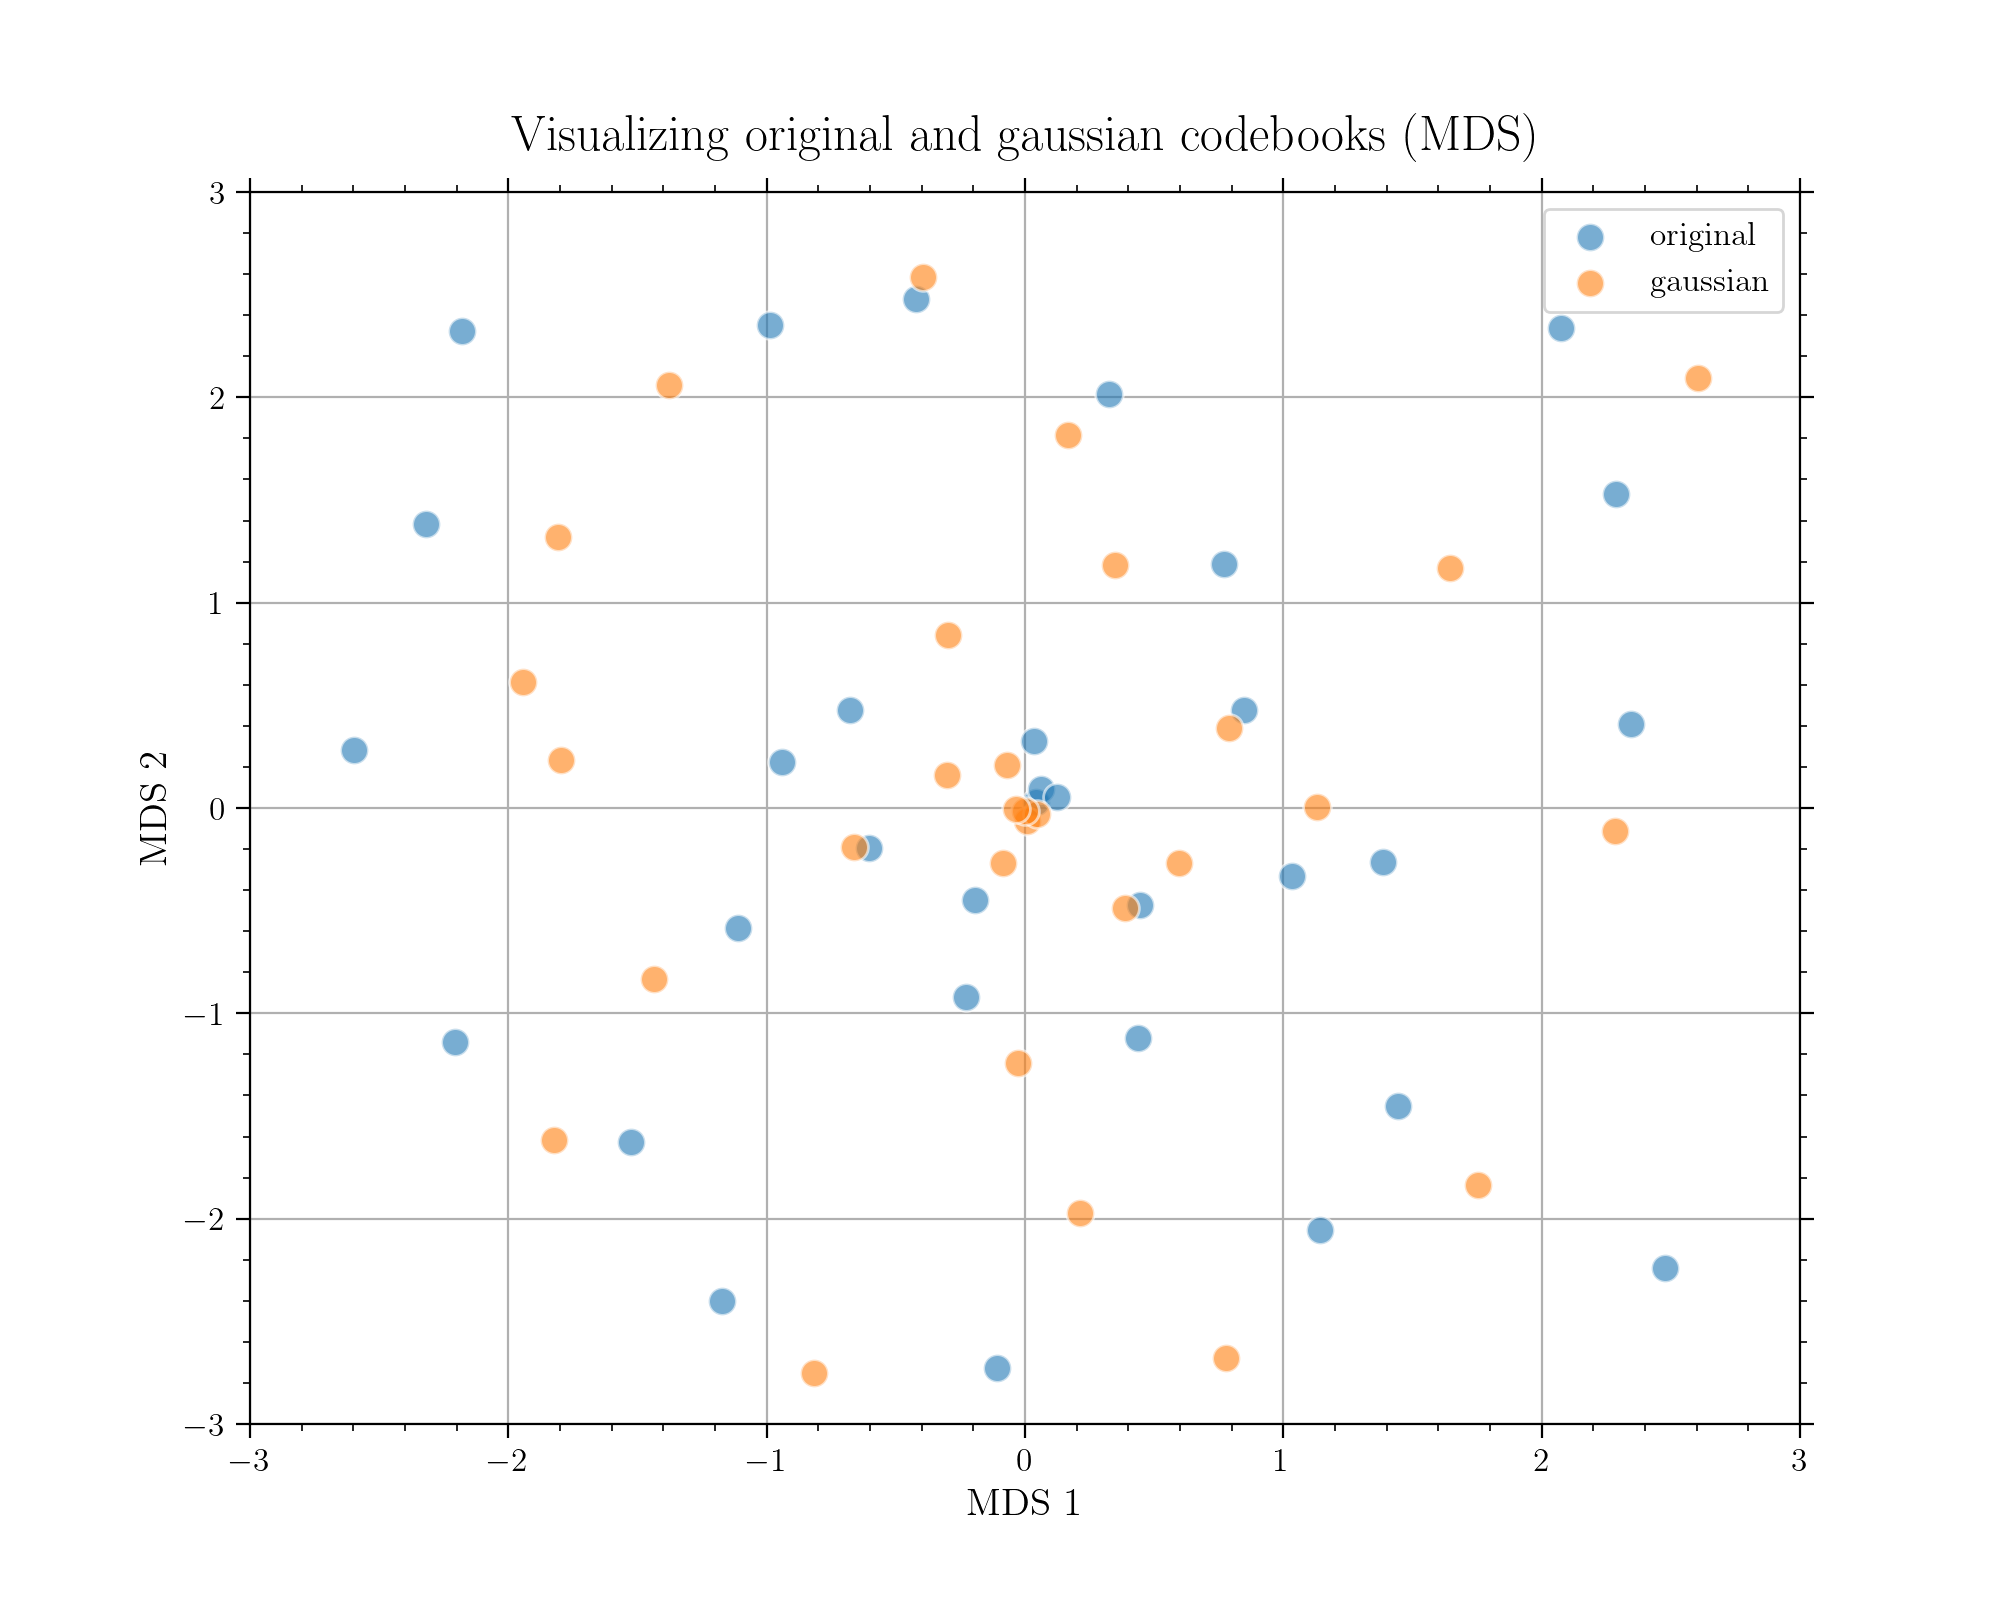 Visualizing original and gaussian codebooks (MDS)
original
gaussian
3
2
1
0
−1
−2
−3
MDS 2
−3
−2
−1
0
1
2
3
MDS 1